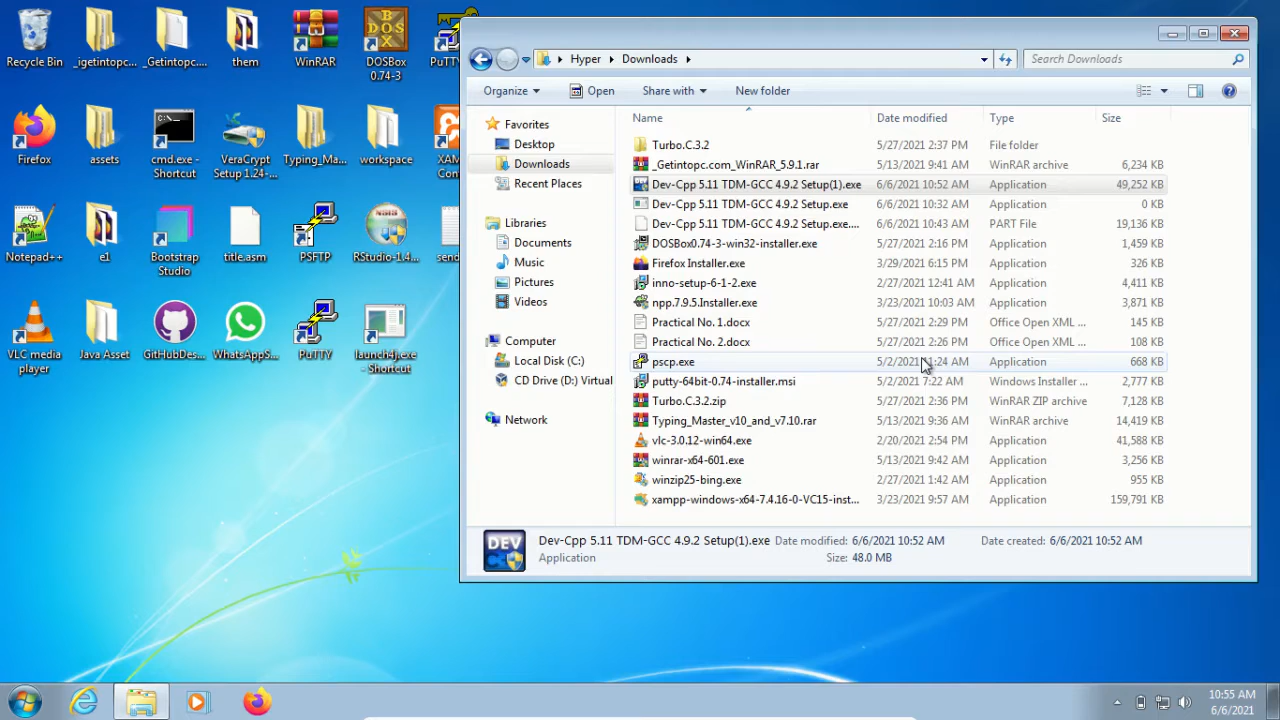 Recycle Bin
_igetintopc...
_Getintopc....
them
WinRAR
DOSBox
0.74-3
PuTTY
Firefox
assets
cmd.exe -
Shortcut
VeraCrypt
Setup 1.24-...
Typing_Ma...
workspace
XAM
Cont
Notepad++
e1
Bootstrap
Studio
title.asm
PSFTP
RStudio-1.4...
send
VLC media
player
Java Asset
GitHubDes...
WhatsAppS...
PuTTY
launch4j.exe
- Shortcut
Hyper
Downloads
Search Downloads
Organize
Open
Share with
New folder
Favorites
Desktop
Downloads
Recent Places
Libraries
Documents
Music
Pictures
Videos
Computer
Local Disk (C:)
CD Drive (D:) Virtual
Network
Name Date modified Type Size
Turbo.C.3.2 5/27/2021 2:37 PM File folder
_Getintopc.com_WinRAR_5.9.1.rar 5/13/2021 9:41 AM WinRAR archive 6,234 KB
Dev-Cpp 5.11 TDM-GCC 4.9.2 Setup(1).exe 6/6/2021 10:52 AM Application 49,252 KB
Dev-Cpp 5.11 TDM-GCC 4.9.2 Setup.exe 6/6/2021 10:32 AM Application 0 KB
Dev-Cpp 5.11 TDM-GCC 4.9.2 Setup.exe.... 6/6/2021 10:43 AM PART File 19,136 KB
DOSBox0.74-3-win32-installer.exe 5/27/2021 2:16 PM Application 1,459 KB
Firefox Installer.exe 3/29/2021 6:15 PM Application 326 KB
inno-setup-6-1-2.exe 2/27/2021 12:41 AM Application 4,411 KB
npp.7.9.5.Installer.exe 3/23/2021 10:03 AM Application 3,871 KB
Practical No. 1.docx 5/27/2021 2:29 PM Office Open XML ... 145 KB
Practical No. 2.docx 5/27/2021 2:26 PM Office Open XML ... 108 KB
pscp.exe 5/2/2021 1:24 AM Application 668 KB
putty-64bit-0.74-installer.msi 5/2/2021 7:22 AM Windows Installer ... 2,777 KB
Turbo.C.3.2.zip 5/27/2021 2:36 PM WinRAR ZIP archive 7,128 KB
Typing_Master_v10_and_v7.10.rar 5/13/2021 9:36 AM WinRAR archive 14,419 KB
vlc-3.0.12-win64.exe 2/20/2021 2:54 PM Application 41,588 KB
winrar-x64-601.exe 5/13/2021 9:42 AM Application 3,256 KB
winzip25-bing.exe 2/27/2021 1:42 AM Application 955 KB
xampp-windows-x64-7.4.16-0-VC15-inst... 3/23/2021 9:57 AM Application 159,791 KB
Dev-Cpp 5.11 TDM-GCC 4.9.2 Setup(1).exe Date modified: 6/6/2021 10:52 AM Date created: 6/6/2021 10:52 AM
Application Size: 48.0 MB
DEV
10:55 AM
6/6/2021